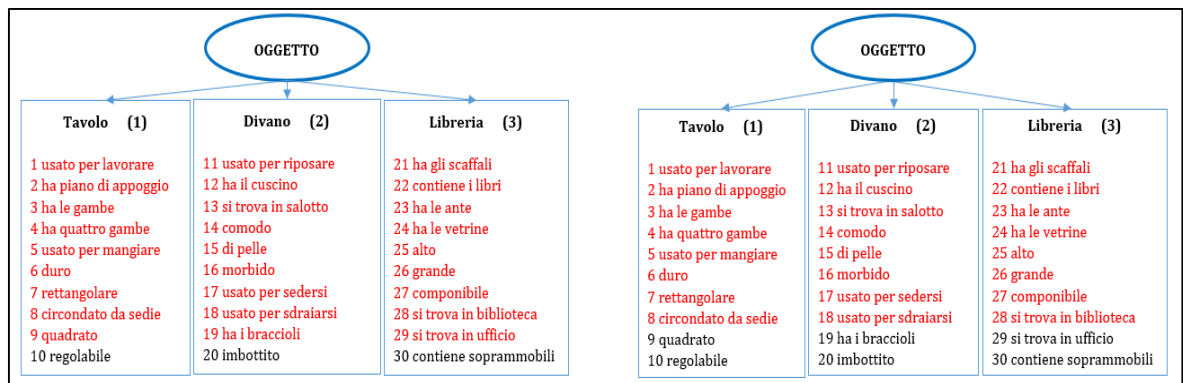 OGGETTO
Tavolo (1)
1 usato per lavorare
2 ha piano di appoggio
3 ha le gambe
4 ha quattro gambe
5 usato per mangiare
6 duro
7 rettangolare
8 circondato da sedie
9 quadrato
10 regolabile
Divano (2)
11 usato per riposare
12 ha il cuscino
13 si trova in salotto
14 comodo
15 di pelle
16 morbido
17 usato per sedersi
18 usato per sdraiarsi
19 ha i braccioli
20 imbottito
Libreria (3)
21 ha gli scaffali
22 contiene i libri
23 ha le ante
24 ha le vetrine
25 alto
26 grande
27 componibile
28 si trova in biblioteca
29 si trova in ufficio
30 contiene soprammobili
OGGETTO
Tavolo (1)
1 usato per lavorare
2 ha piano di appoggio
3 ha le gambe
4 ha quattro gambe
5 usato per mangiare
6 duro
7 rettangolare
8 circondato da sedie
9 quadrato
10 regolabile
Divano (2)
11 usato per riposare
12 ha il cuscino
13 si trova in salotto
14 comodo
15 di pelle
16 morbido
17 usato per sedersi
18 usato per sdraiarsi
19 ha i braccioli
20 imbottito
Libreria (3)
21 ha gli scaffali
22 contiene i libri
23 ha le ante
24 ha le vetrine
25 alto
26 grande
27 componibile
28 si trova in biblioteca
29 si trova in ufficio
30 contiene soprammobili